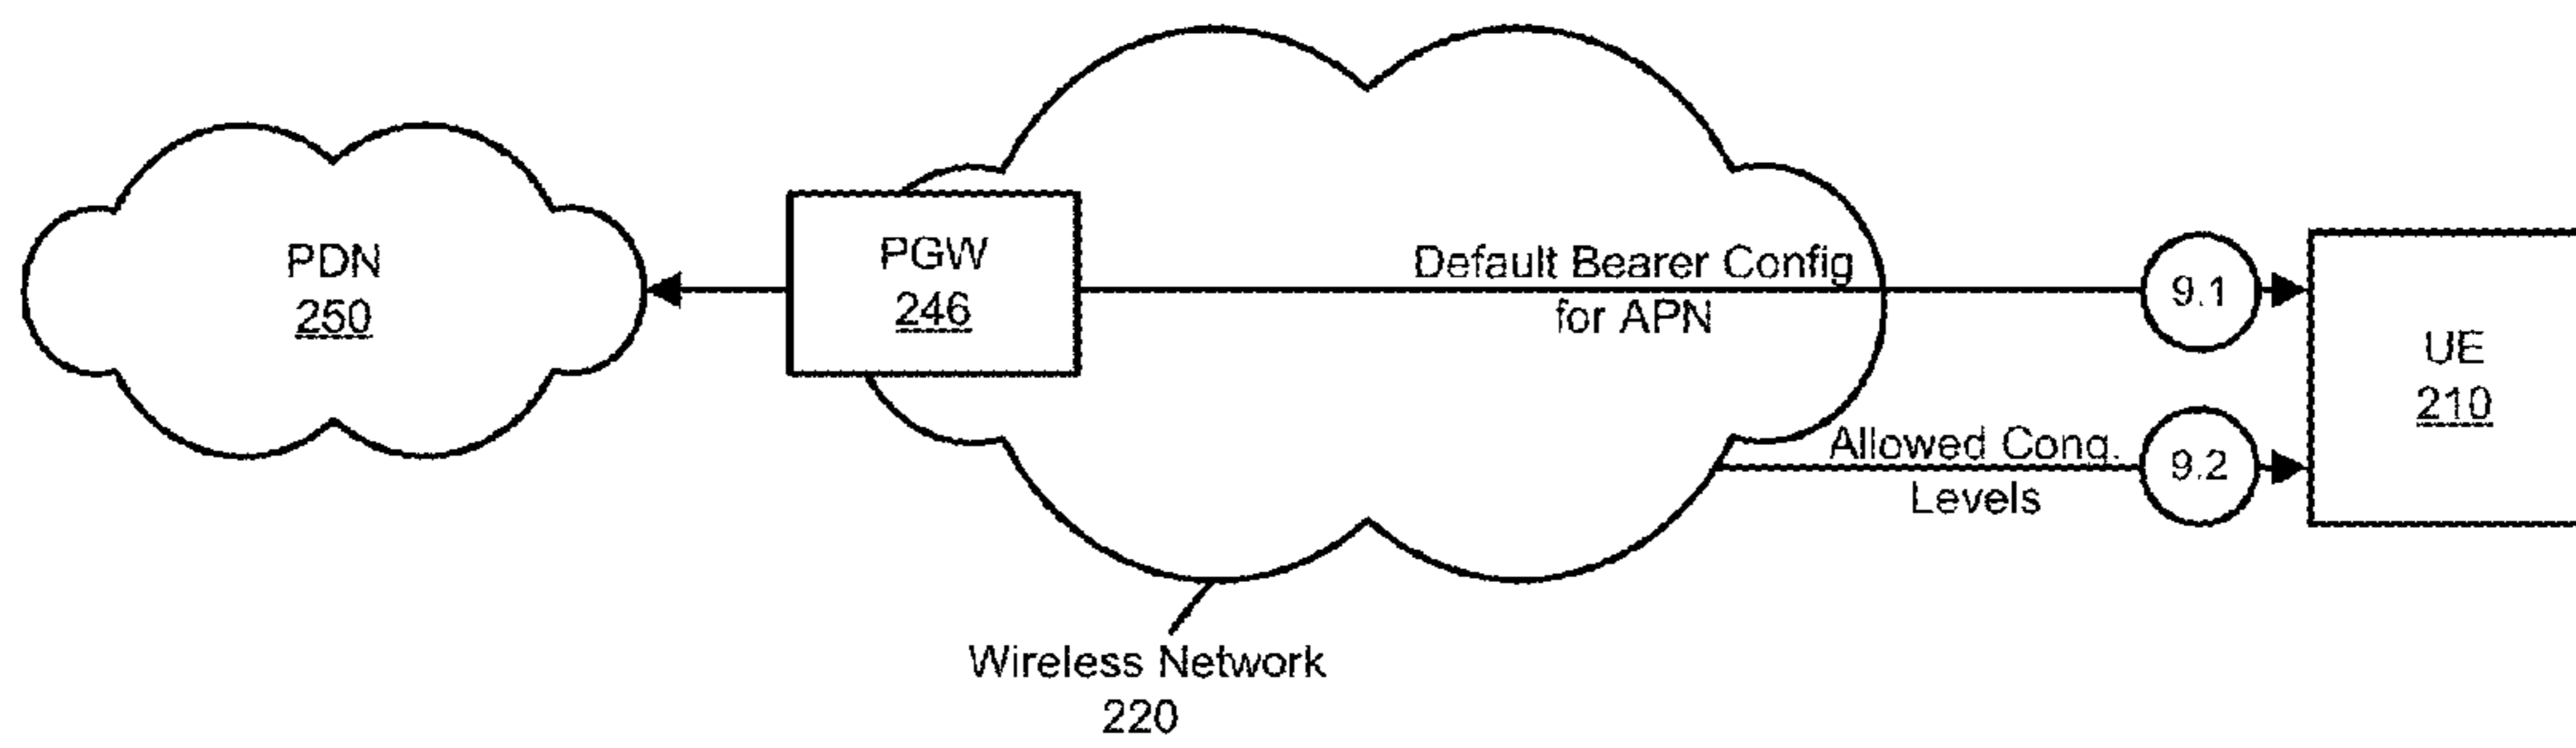 PDN
250
PGW
246
Default Bearer Config
for APN
9.1
UE
210
Allowed Cong.
Levels
9.2
Wireless Network
220